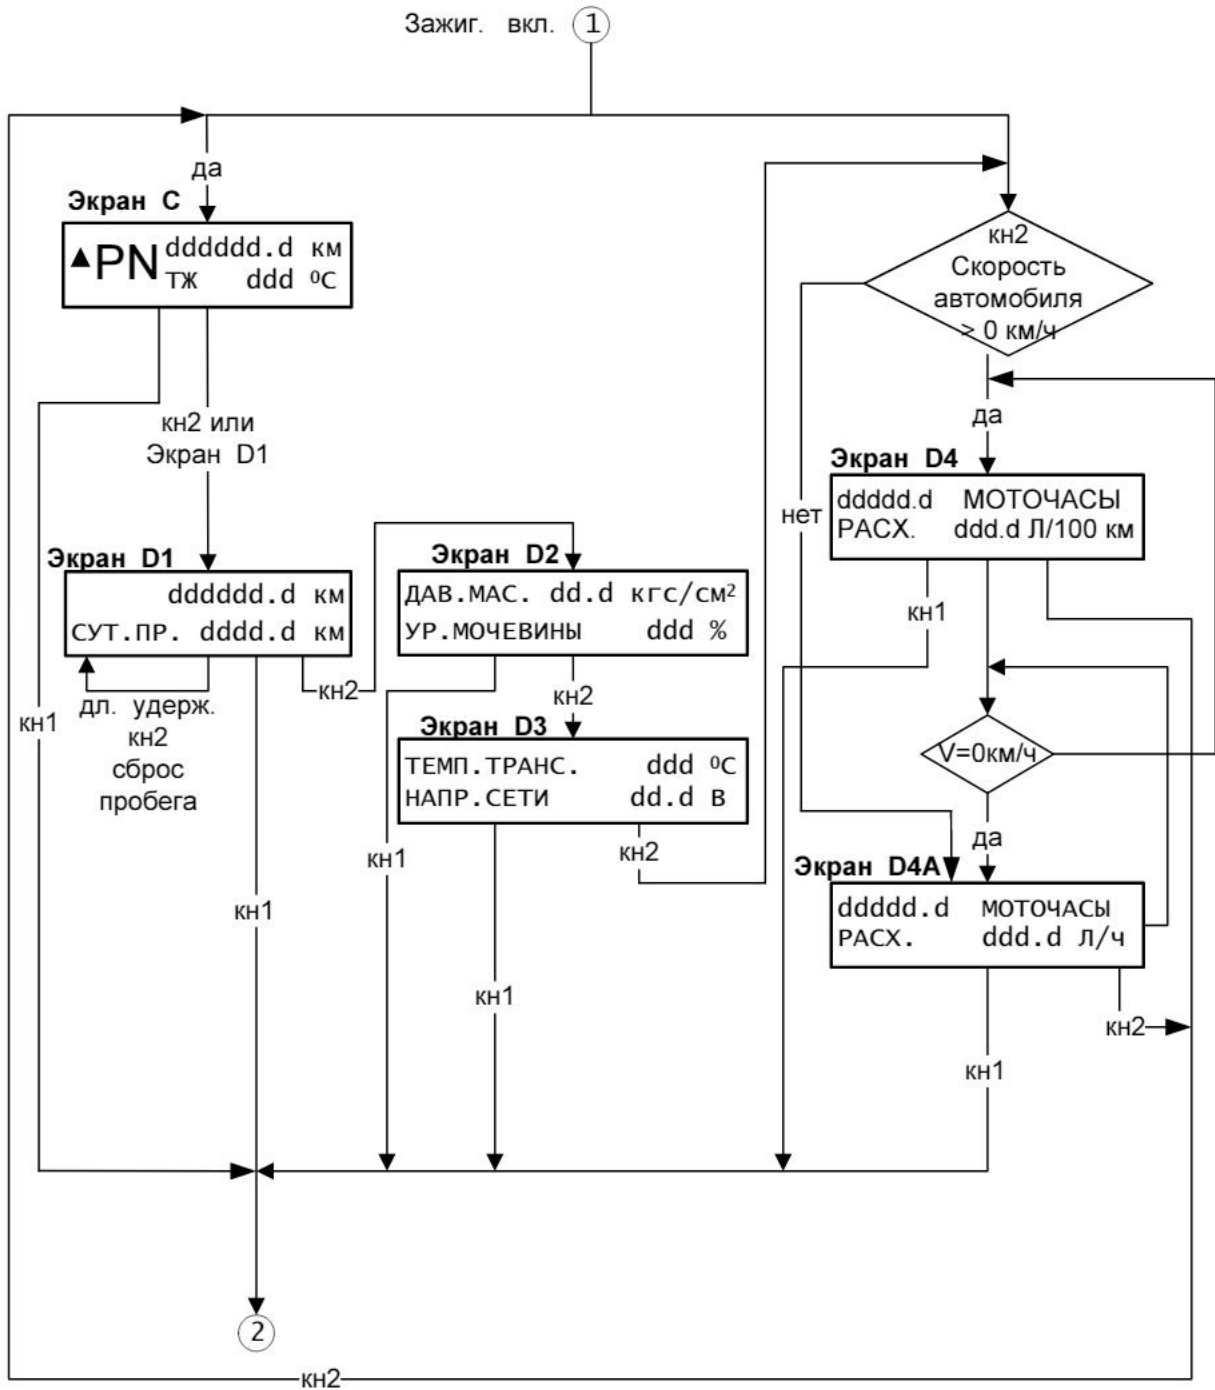 Зажиг. вкл. 1
да
Экран C
▲PN dddddd.d км
ТЖ ddd ⁰C
кн2 или
Экран D1
Экран D1
dddddd.d км
СУТ.ПР. dddd.d км
дл. удерж.
кн2
сброс
пробега
кн1
кн1
кн2
Экран D2
ДАВ.МАС. dd.d кгс/см²
УР.МОЧЕВИНЫ ddd %
кн1
кн2
Экран D3
ТЕМП.ТРАНС. ddd ⁰C
НАПР.СЕТИ dd.d В
кн1
кн2
кн2
Скорость
автомобиля
> 0 км/ч
нет
да
Экран D4
ddddd.d МОТОЧАСЫ
РАСХ. ddd.d Л/100 км
кн1
V=0км/ч
да
Экран D4A
ddddd.d МОТОЧАСЫ
РАСХ. ddd.d Л/ч
кн2
кн1
2
кн2